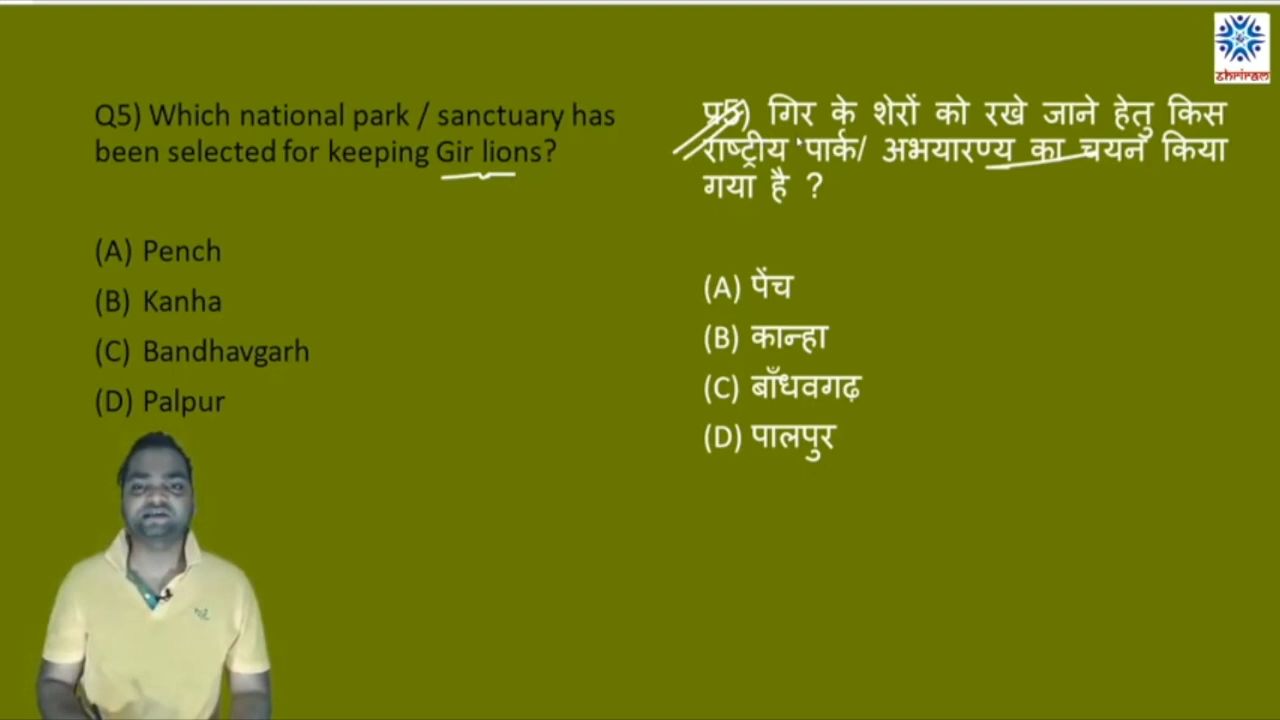 shriram
Q5) Which national park / sanctuary has
been selected for keeping Gir lions?
(A) Pench
(B) Kanha
(C) Bandhavgarh
(D) Palpur
प्र5) गिर के शेरों को रखे जाने हेतु किस
राष्ट्रीय पार्क/ अभयारण्य का चयन किया
गया है ?
(A) पेंच
(B) कान्हा
(C) बाँधवगढ़
(D) पालपुर